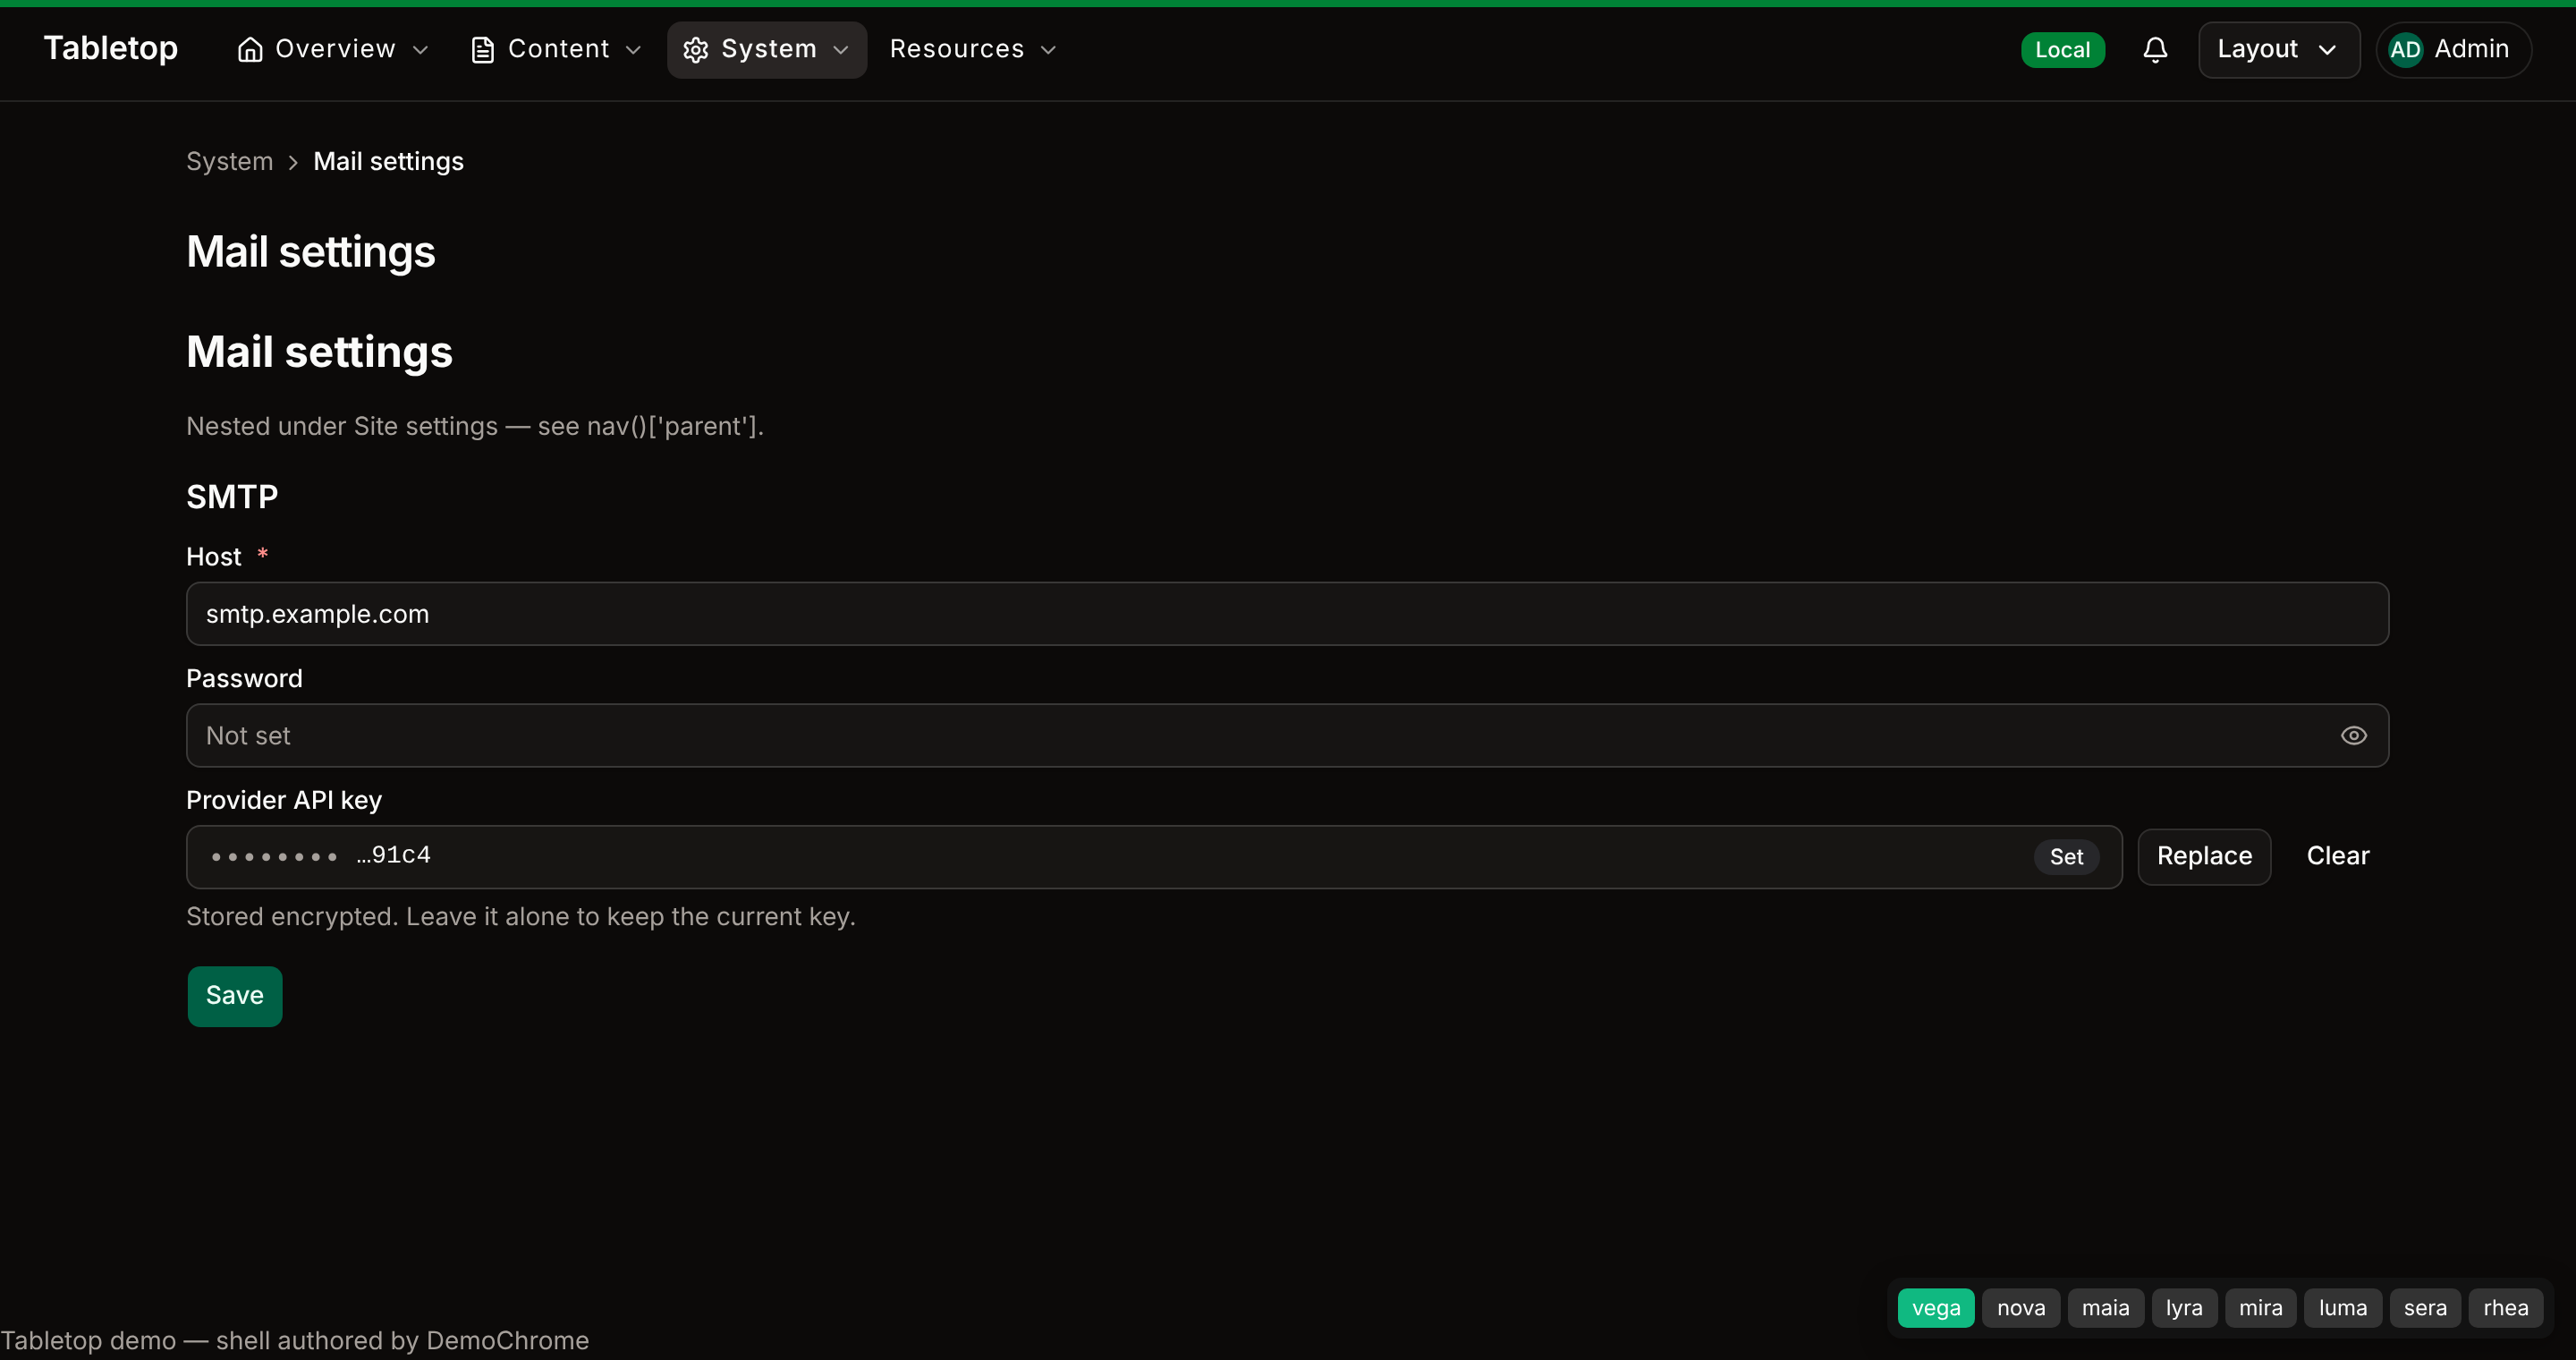 Tabletop Overview Content System Resources Local Layout AD Admin
System > Mail settings
Mail settings
Mail settings
Nested under Site settings — see nav()['parent'].
SMTP
Host *
smtp.example.com
Password
Not set
Provider API key
•••••••• …91c4 Set Replace Clear
Stored encrypted. Leave it alone to keep the current key.
Save
vega nova maia lyra mira luma sera rhea
Tabletop demo — shell authored by DemoChrome